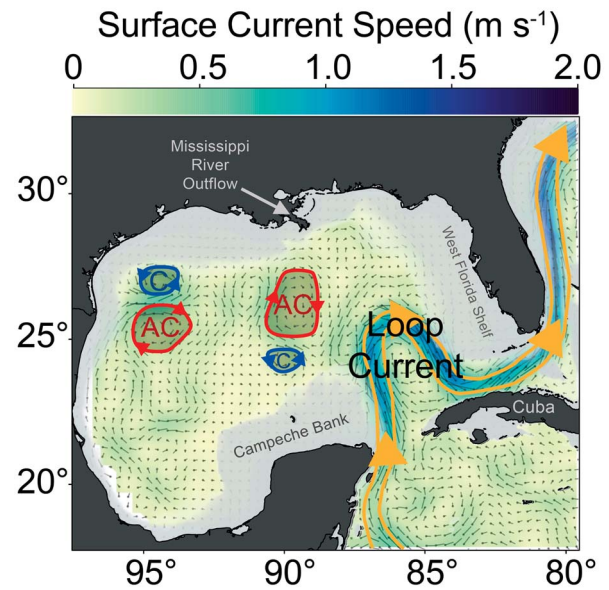 Surface Current Speed (m s-1)
0 0.5 1.0 1.5 2.0
Mississippi
River
Outflow
30°
West Florida Shelf
C
AC
AC
25°
Loop
Current
C
Cuba
Campeche Bank
20°
95° 90° 85° 80°